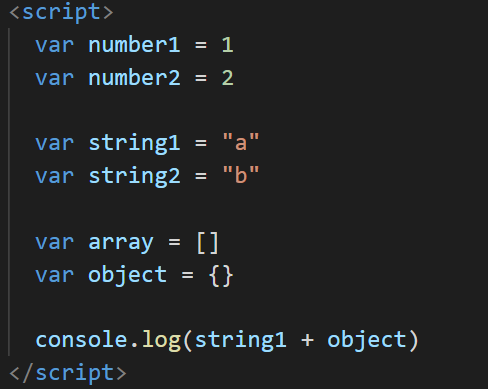 <script>
var number1 = 1
var number2 = 2
var string1 = "a"
var string2 = "b"
var array = []
var object = {}
console.log(string1 + object)
</script>